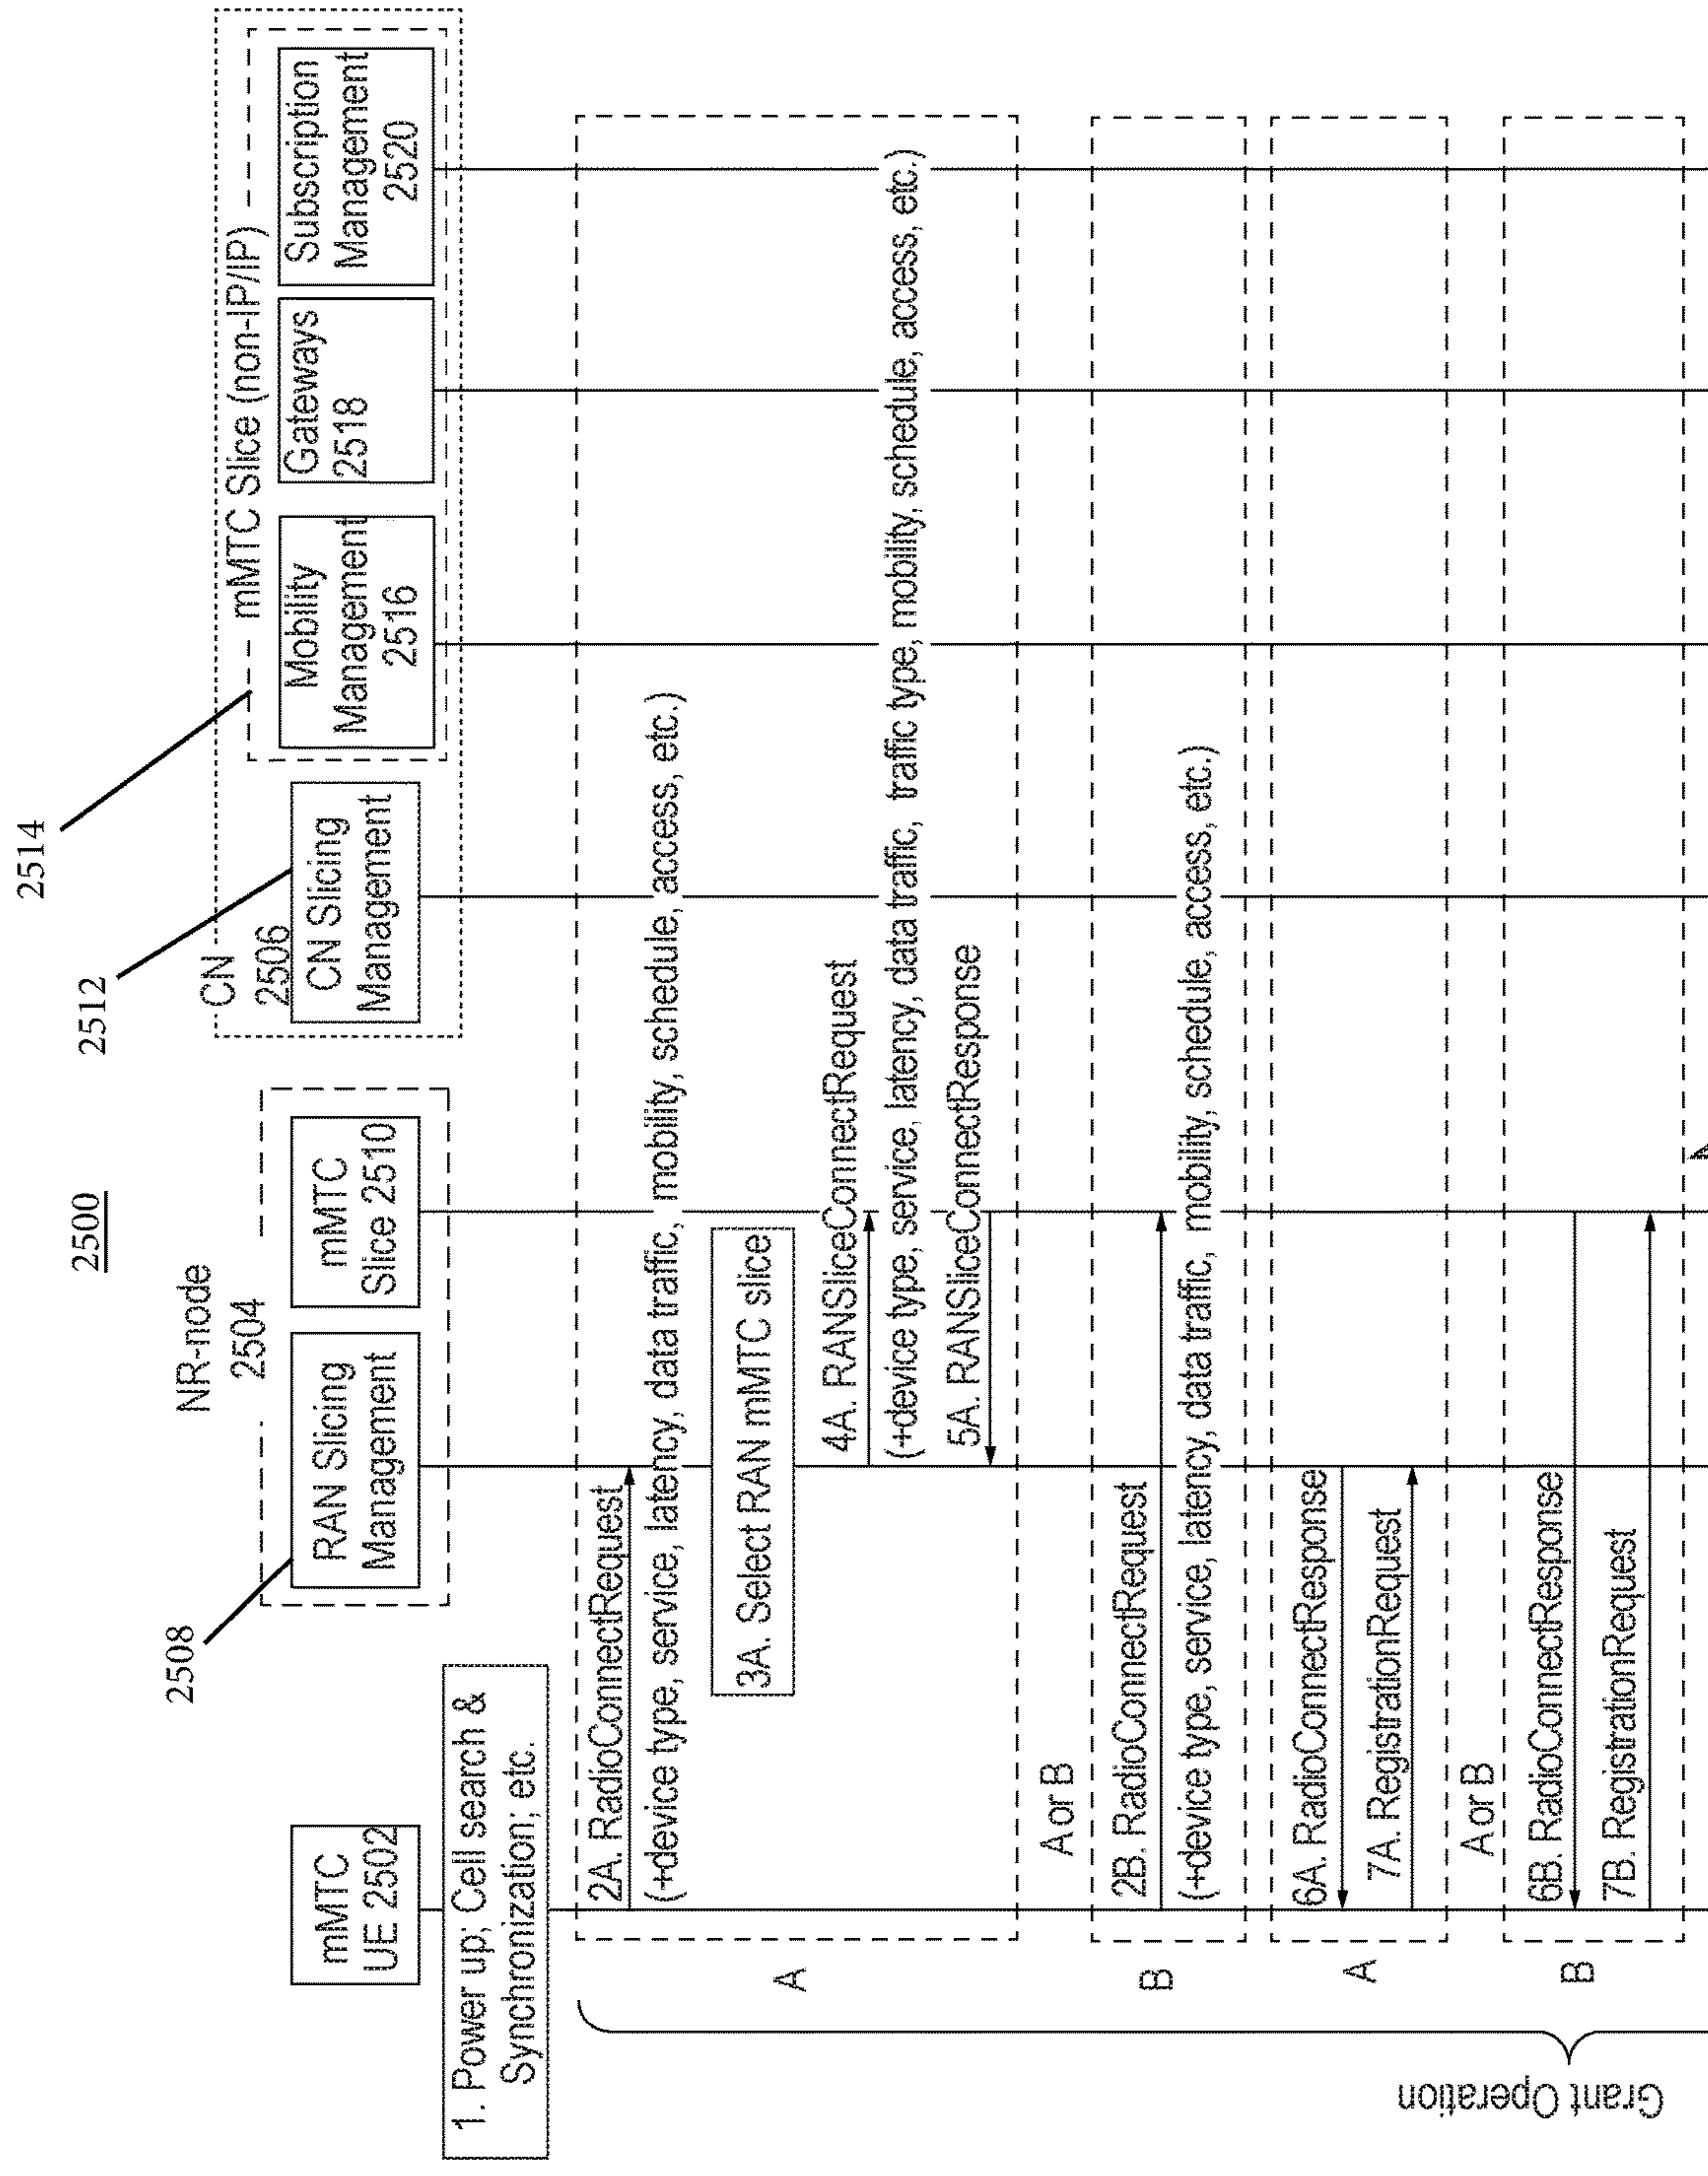 2500
2514
2512
2508
NR-node
2504
CN
2506
mMTC Slice (non-IP/IP)
mMTC
UE 2502
RAN Slicing
Management
mMTC
Slice 2510
CN Slicing
Management
Mobility
Management
2516
Gateways
2518
Subscription
Management
2520
1. Power up; Cell search &
Synchronization; etc.
A
2A. RadioConnectRequest
(+device type, service, latency, data traffic, mobility, schedule, access, etc.)
3A. Select RAN mMTC slice
4A. RANSliceConnectRequest
(+device type, service, latency, data traffic, traffic type, mobility, schedule, access, etc.)
5A. RANSliceConnectResponse
A or B
B
2B. RadioConnectRequest
(+device type, service, latency, data traffic, mobility, schedule, access, etc.)
A
6A. RadioConnectResponse
7A. RegistrationRequest
A or B
B
6B. RadioConnectResponse
7B. RegistrationRequest
Grant Operation